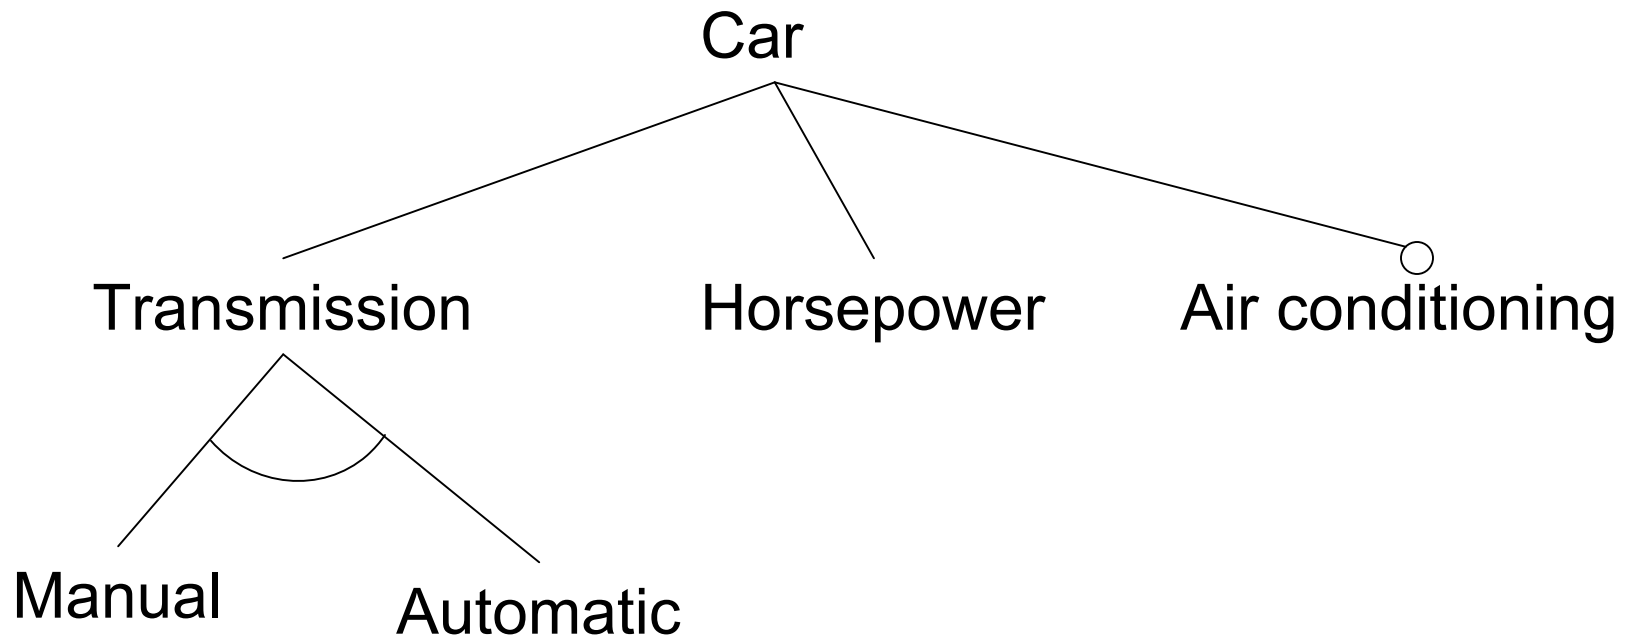 Car
Transmission
Horsepower
Air conditioning
Manual
Automatic